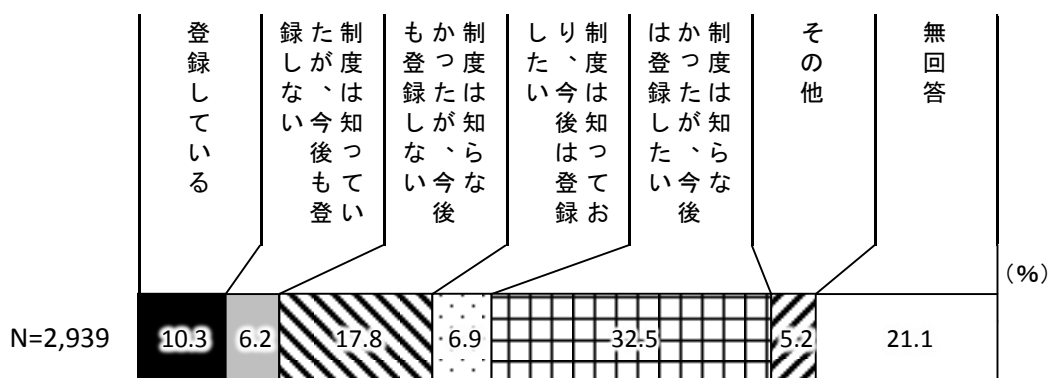 登録している
制度は知ってい
たが、今後も登
録しない
制度は知らな
かったが、今後
も登録しない
制度は知ってお
り、今後は登録
したい
制度は知らな
かったが、今後
は登録したい
その他
無回答
（%）
N=2,939
10.3
6.2
17.8
6.9
32.5
5.2
21.1